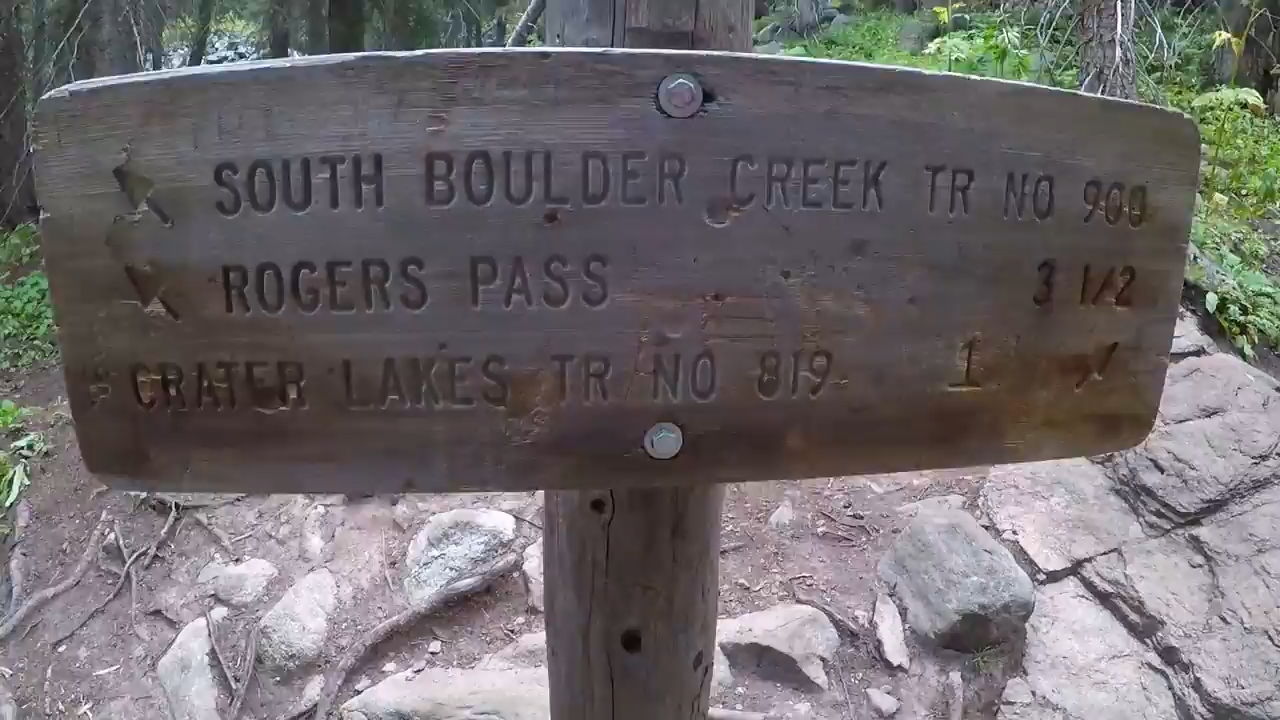 SOUTH BOULDER CREEK TR NO 900
ROGERS PASS 3 1/2
CRATER LAKES TR NO 819 1